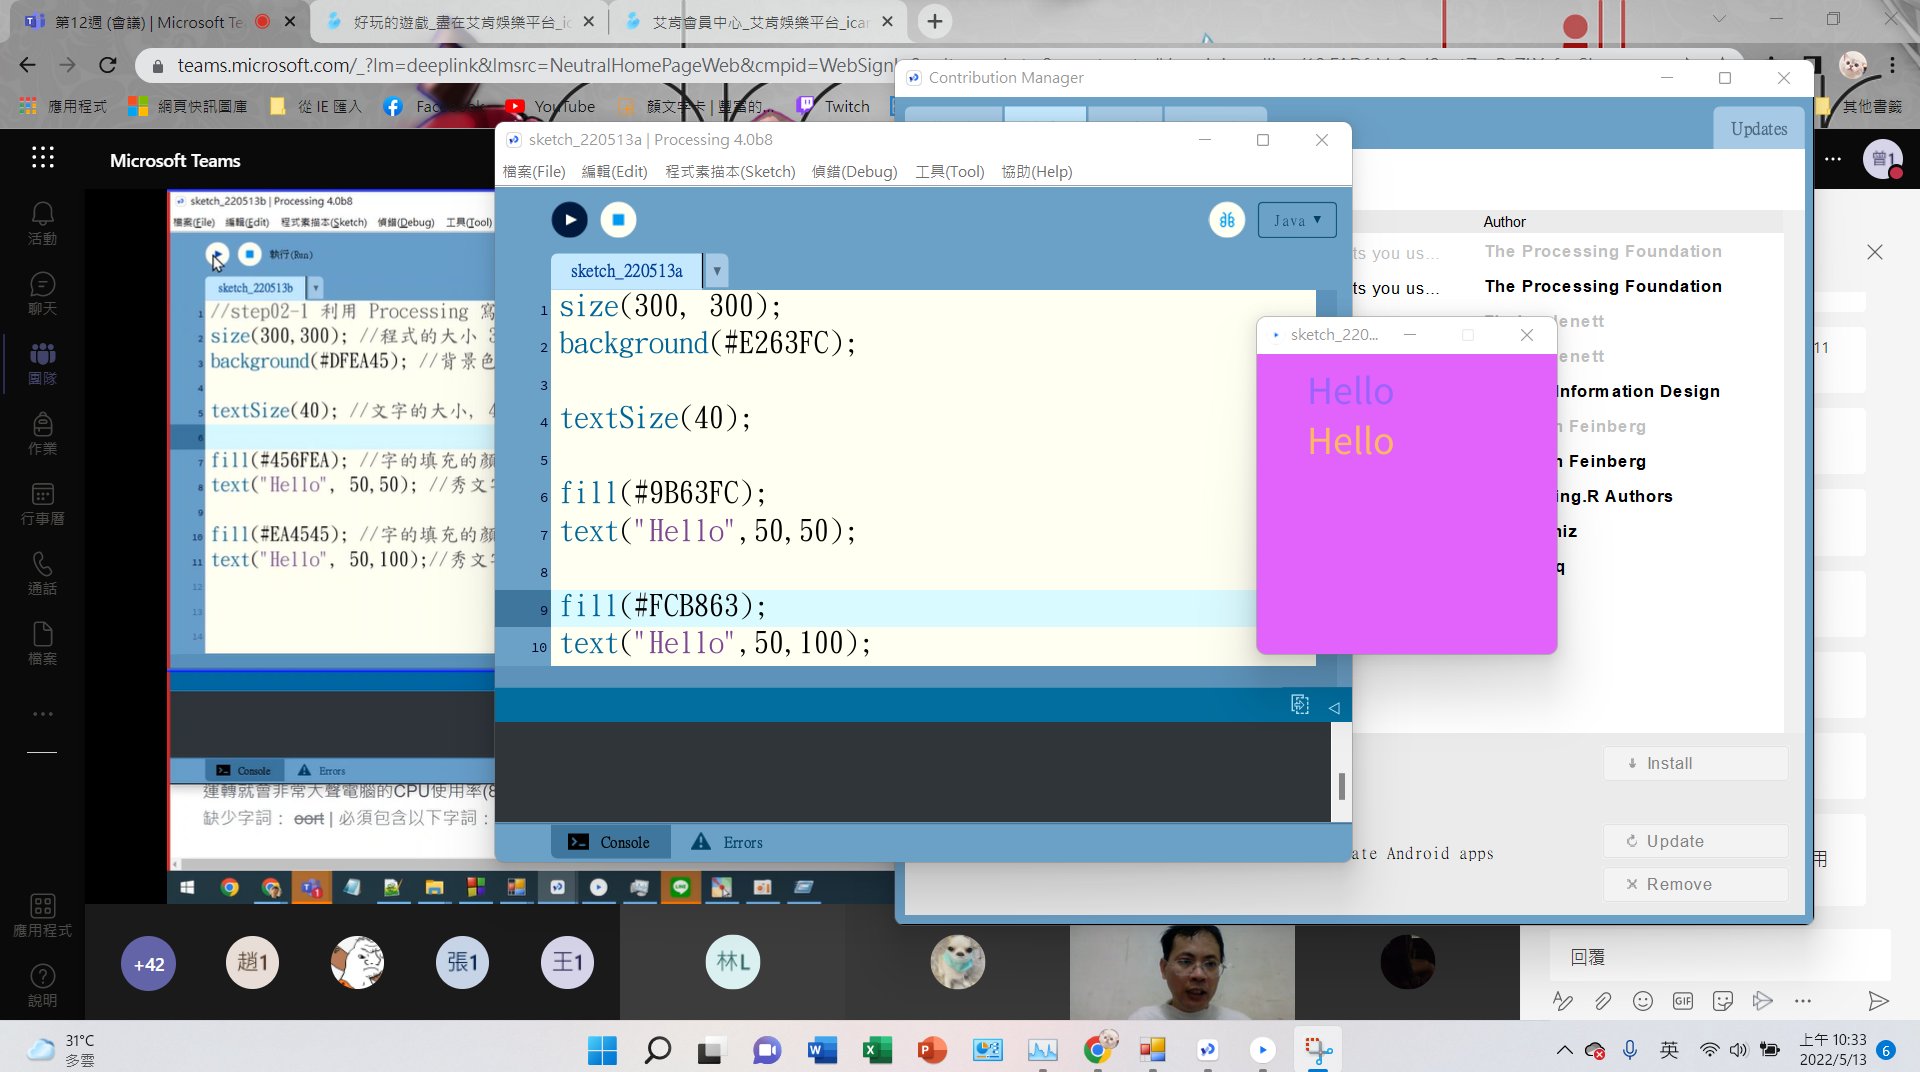 第12週 (會議) | Microsoft Te
好玩的遊戲_盡在艾肯娛樂平台_ic
艾肯會員中心_艾肯娛樂平台_icar
teams.microsoft.com/_?lm=deeplink&lmsrc=NeutralHomePageWeb&cmpid=WebSignI
應用程式
網頁快訊圖庫
從 IE 匯入
YouTube
顏文字卡 | 豐富的...
Twitch
其他書籤
Microsoft Teams
曾1
活動
聊天
團隊
作業
行事曆
通話
檔案
應用程式
說明
sketch_220513b | Processing 4.0b8
檔案(File) 編輯(Edit) 程式素描本(Sketch) 偵錯(Debug) 工具(Tool)
執行(Run)
sketch_220513b
1 //step02-1 利用 Processing 寫
2 size(300,300); //程式的大小 3
3 background(#DFEA45); //背景色
4
5 textSize(40); //文字的大小, 4
6
7 fill(#456FEA); //字的填充的顏
8 text("Hello", 50,50); //秀文字
9
10 fill(#EA4545); //字的填充的顏
11 text("Hello", 50,100);//秀文字
12
13
14
Console Errors
運轉就會非常大聲電腦的CPU使用率(8
缺少字詞： oort | 必須包含以下字詞：
Contribution Manager
Updates
Author
ts you us... The Processing Foundation
ts you us... The Processing Foundation
enett
enett
Information Design
n Feinberg
n Feinberg
ing.R Authors
niz
q
Install
ate Android apps
Update
Remove
sketch_220513a | Processing 4.0b8
檔案(File) 編輯(Edit) 程式素描本(Sketch) 偵錯(Debug) 工具(Tool) 協助(Help)
Java ▼
sketch_220513a
1 size(300, 300);
2 background(#E263FC);
3
4 textSize(40);
5
6 fill(#9B63FC);
7 text("Hello",50,50);
8
9 fill(#FCB863);
10 text("Hello",50,100);
Console Errors
sketch_220...
Hello
Hello
11
用
+42
趙1
張1
王1
林L
回覆
GIF
31°C
多雲
英
上午 10:33
2022/5/13
6